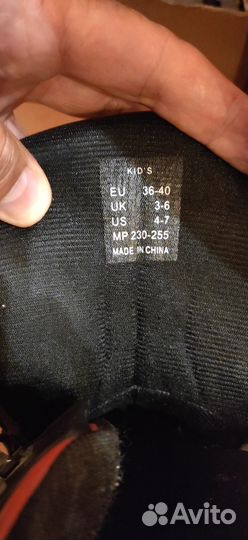 KID'S
EU 36-40
UK 3-6
US 4-7
MP 230-255
MADE IN CHINA
Avito